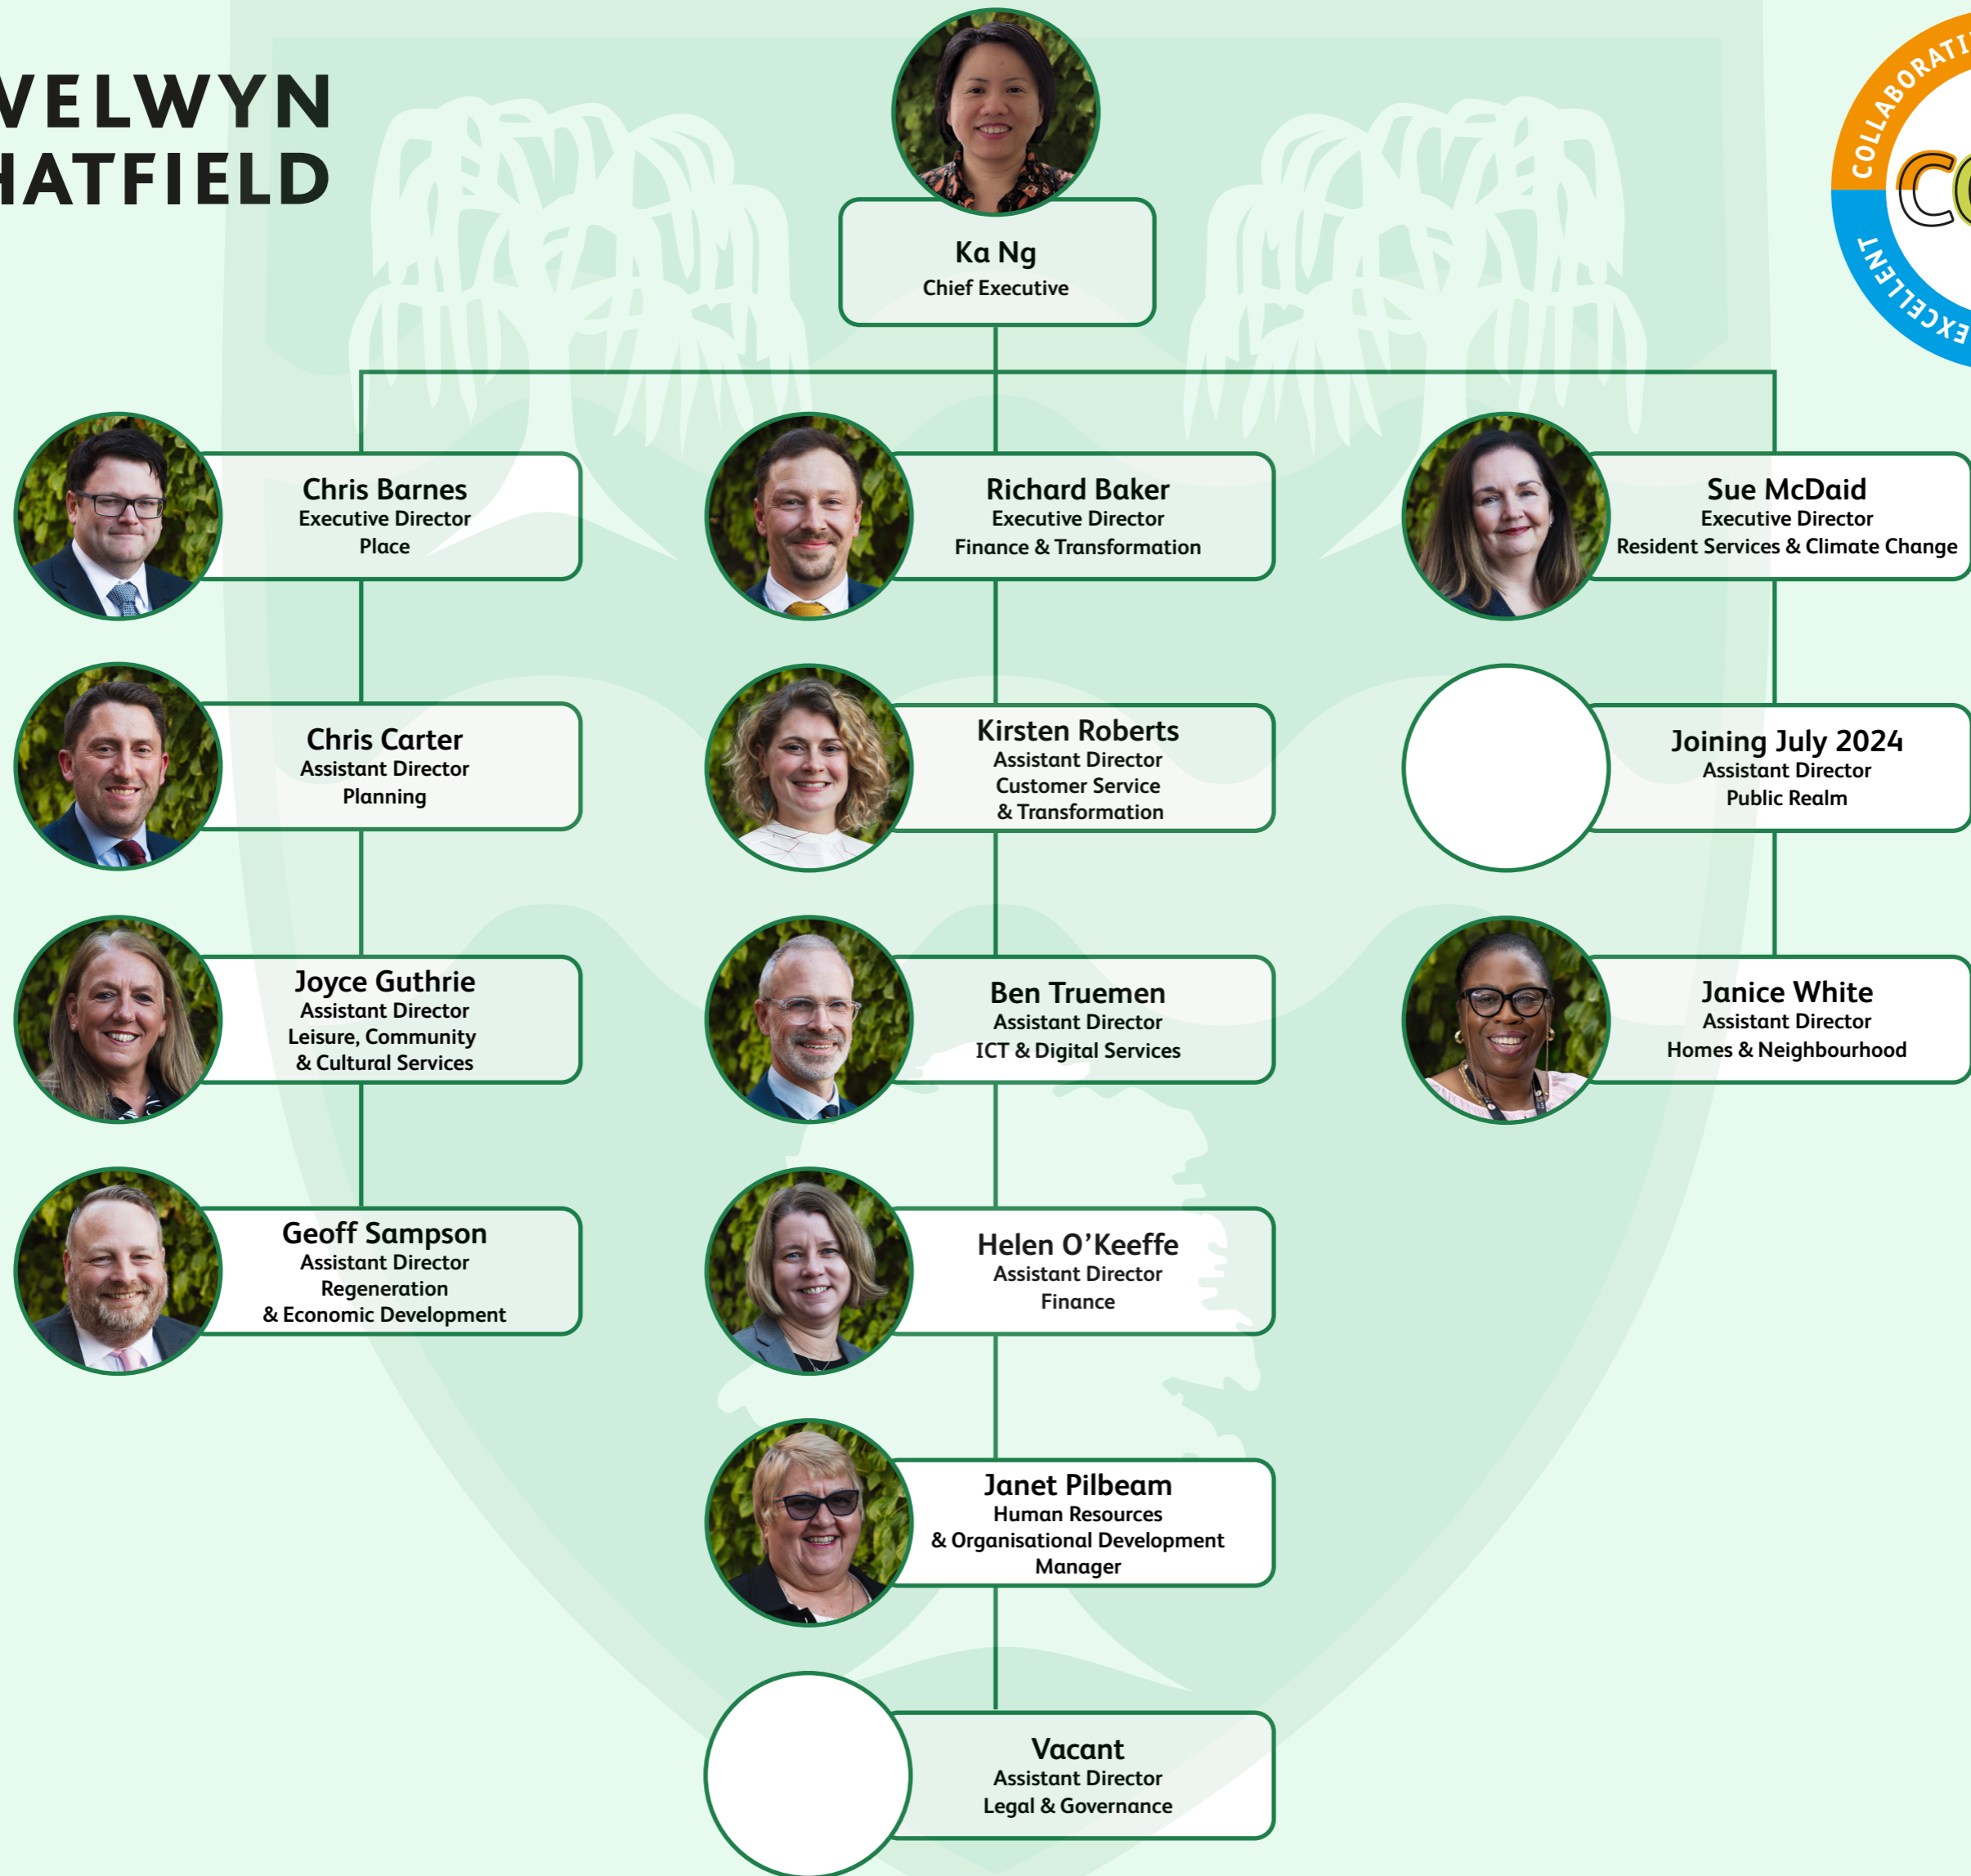 WELWYN
HATFIELD
Ka Ng
Chief Executive
EXCELLENT
Chris Barnes
Executive Director
Place
Richard Baker
Executive Director
Finance & Transformation
Sue McDaid
Executive Director
Resident Services & Climate Change
Chris Carter
Assistant Director
Planning
Kirsten Roberts
Assistant Director
Customer Service
& Transformation
Joining July 2024
Assistant Director
Public Realm
Joyce Guthrie
Assistant Director
Leisure, Community
& Cultural Services
Ben Truemen
Assistant Director
ICT & Digital Services
Janice White
Assistant Director
Homes & Neighbourhood
Geoff Sampson
Assistant Director
Regeneration
& Economic Development
Helen O’Keeffe
Assistant Director
Finance
Janet Pilbeam
Human Resources
& Organisational Development
Manager
Vacant
Assistant Director
Legal & Governance